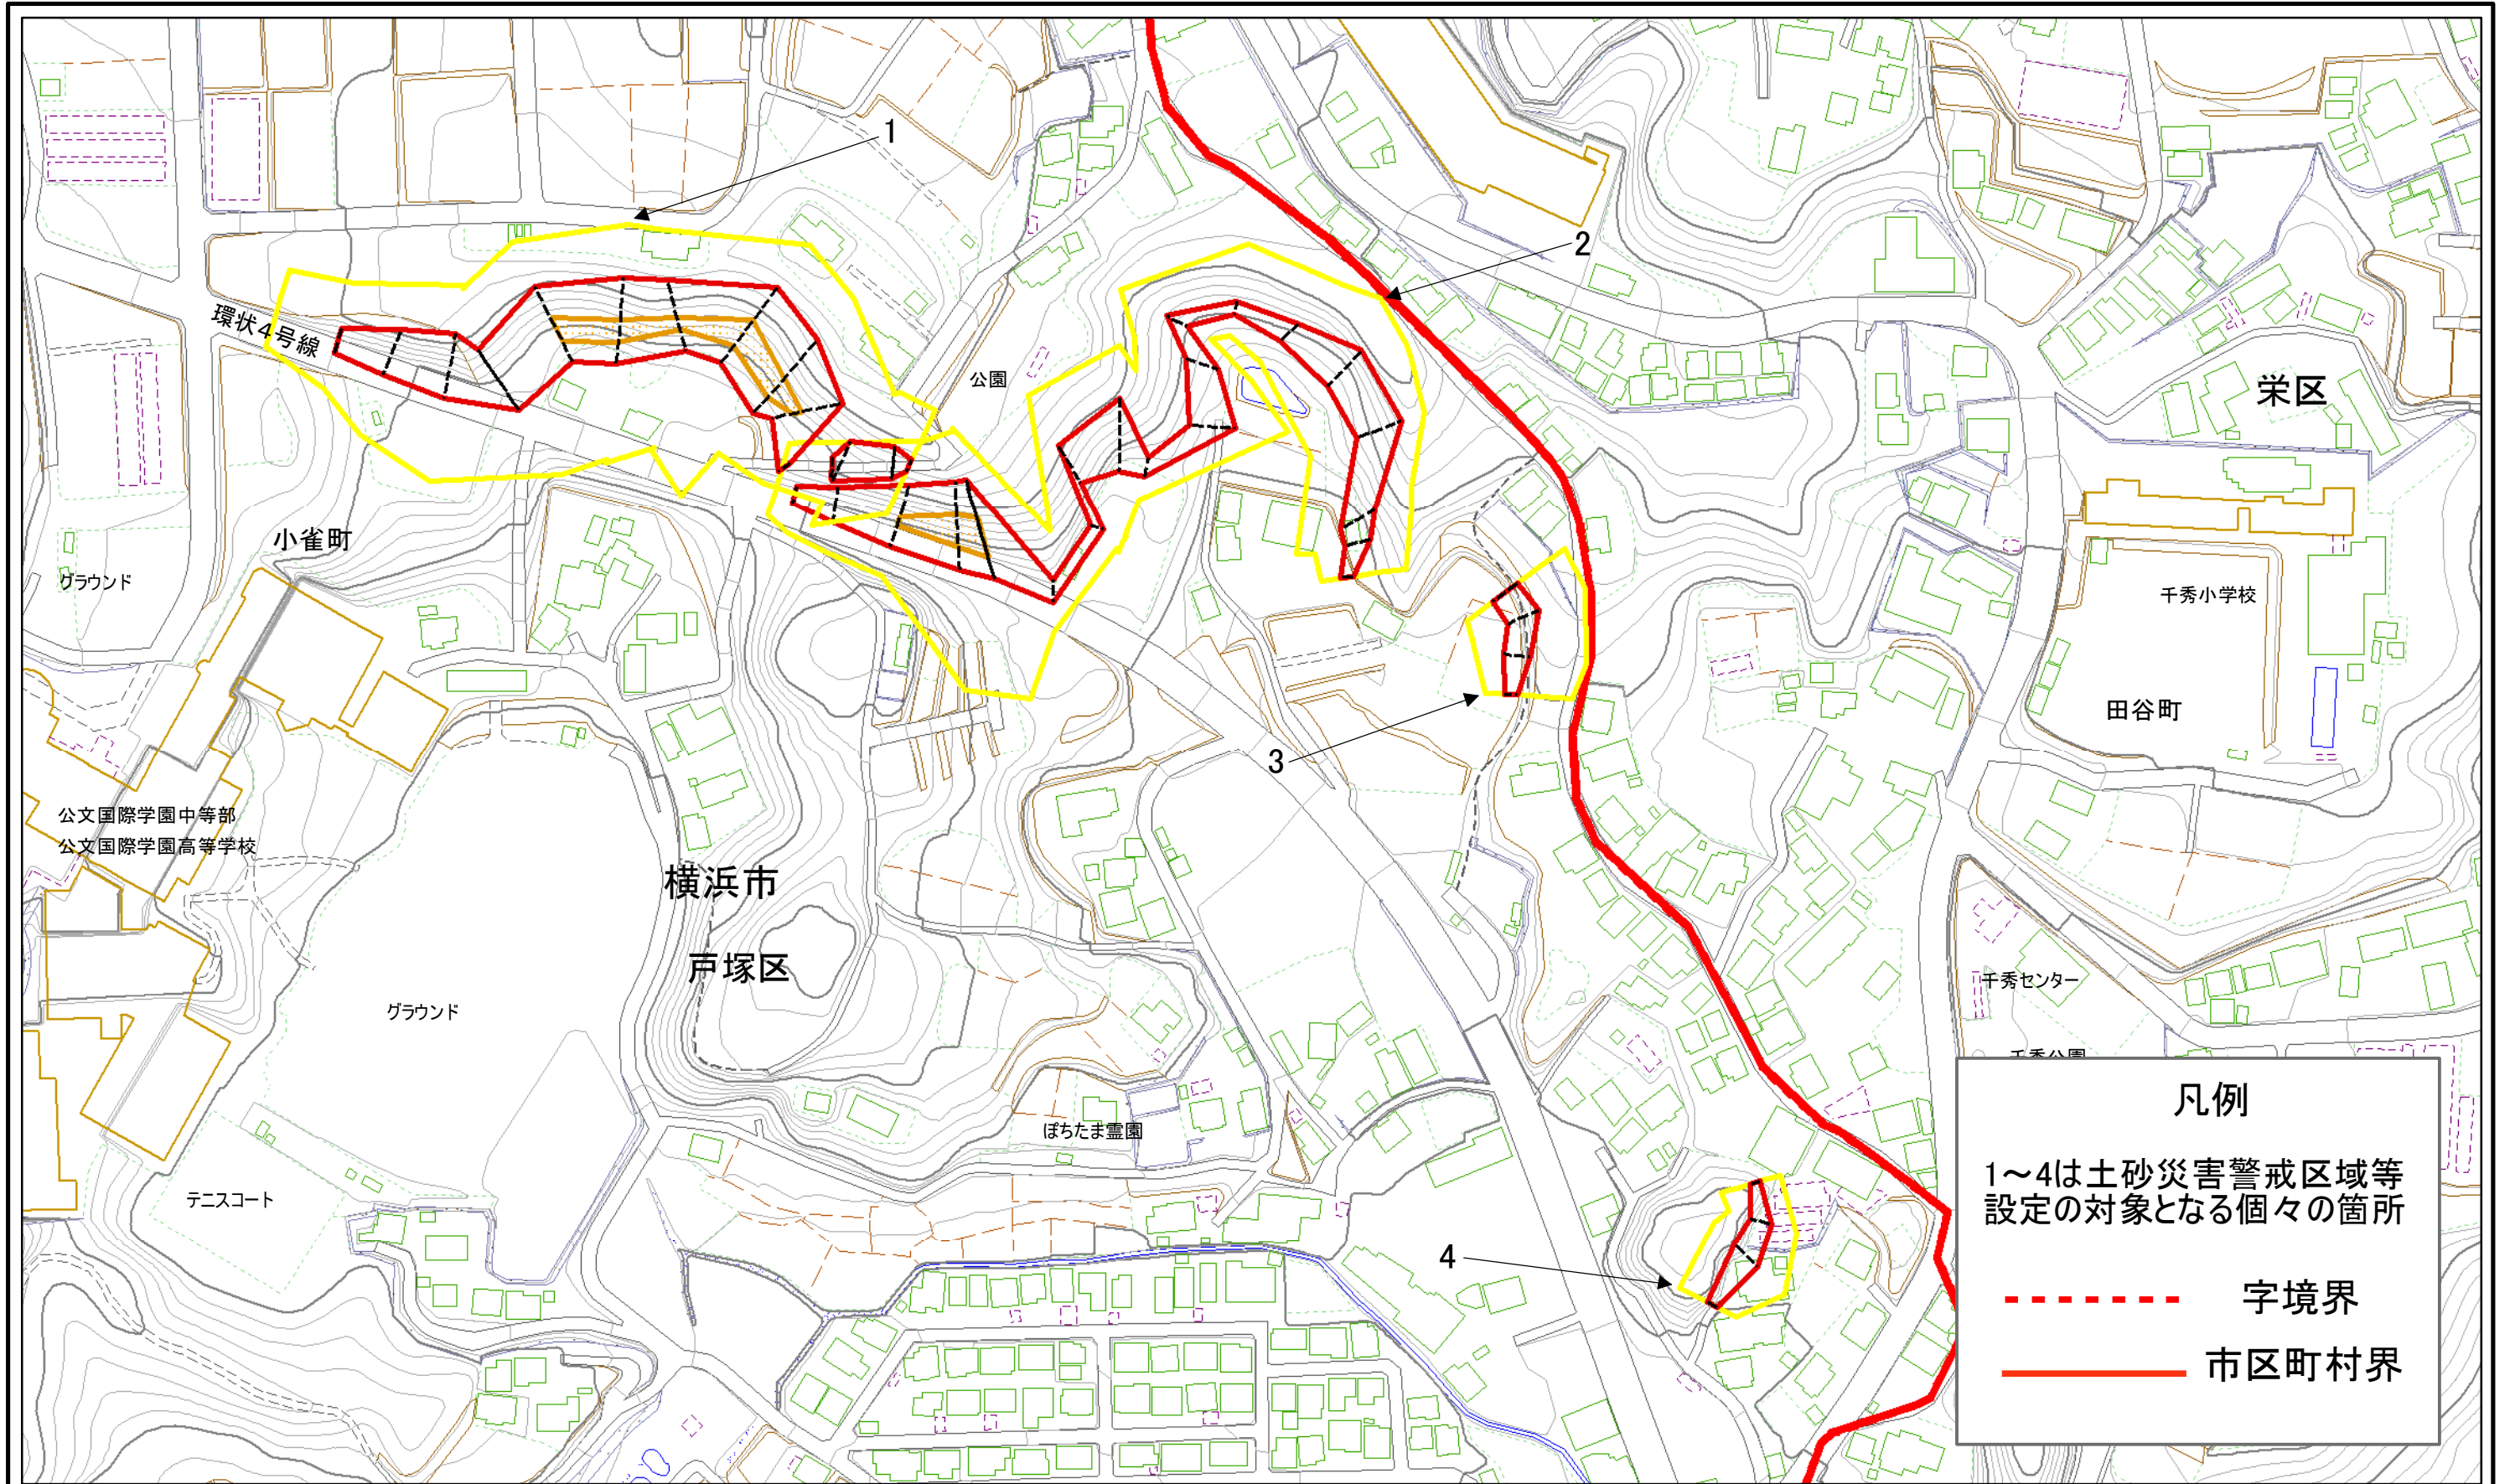 1
2
環状4号線
公園
栄区
小雀町
グラウンド
千秀小学校
田谷町
3
公文国際学園中等部
公文国際学園高等学校
横浜市
戸塚区
千秀センター
グラウンド
千秀公園
ぽちたま霊園
テニスコート
4
凡例
1～4は土砂災害警戒区域等
設定の対象となる個々の箇所
字境界
市区町村界